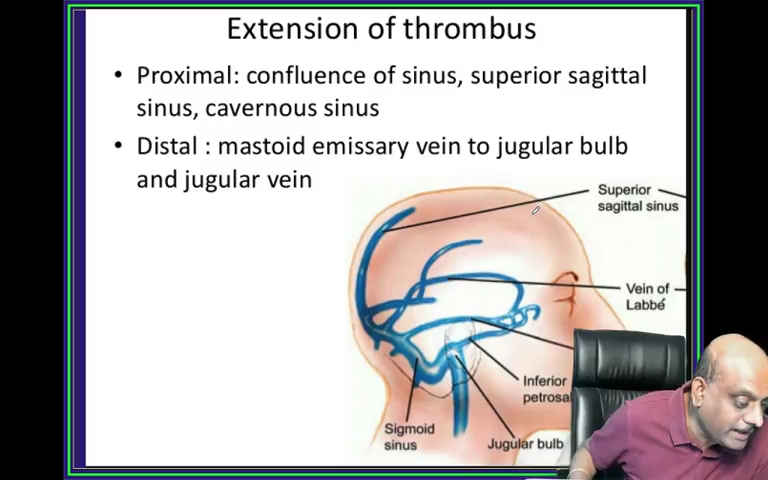 Extension of thrombus
• Proximal: confluence of sinus, superior sagittal
sinus, cavernous sinus
• Distal : mastoid emissary vein to jugular bulb
and jugular vein
Superior
sagittal sinus
Vein of
Labbé
Inferior
petrosal
Sigmoid
sinus
Jugular bulb